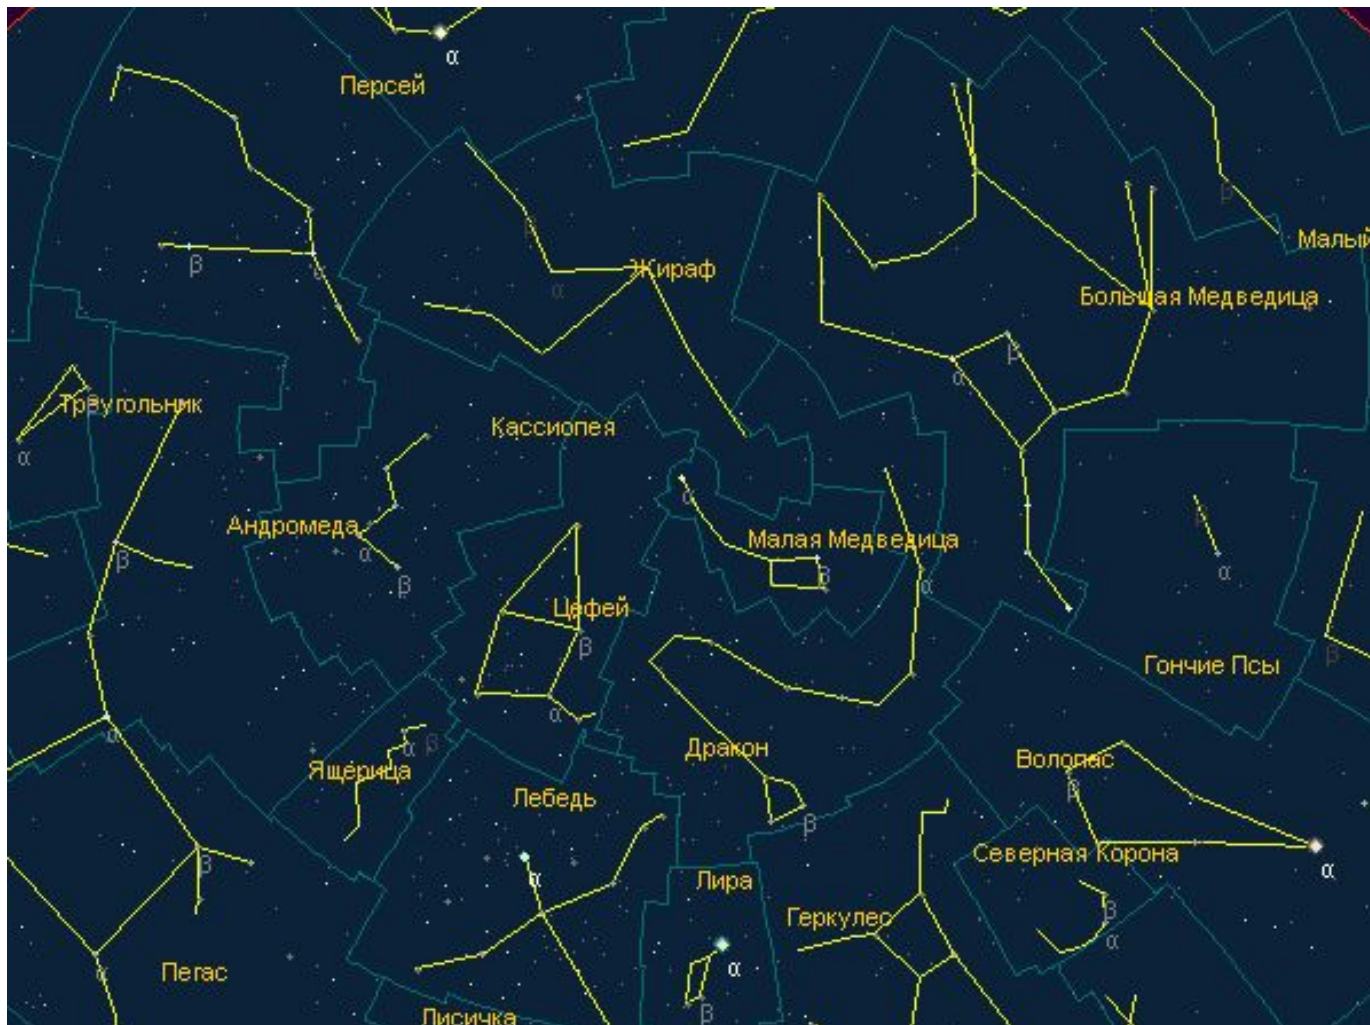 α
Персей
β
β
α
Малый
Жираф
α
Большая Медведица
β
α
Треугольник
β
α
Кассиопея
α
β
Андромеда
α
β
Малая Медведица
β
α
α
β
Цефей
β
α
Гончие Псы
β
α
Дракон
β
Волопас
β
α
Ящерица
α
β
Лебедь
α
β
Северная Корона
β
α
Лира
α
β
Геркулес
Пегас
α
Лисичка